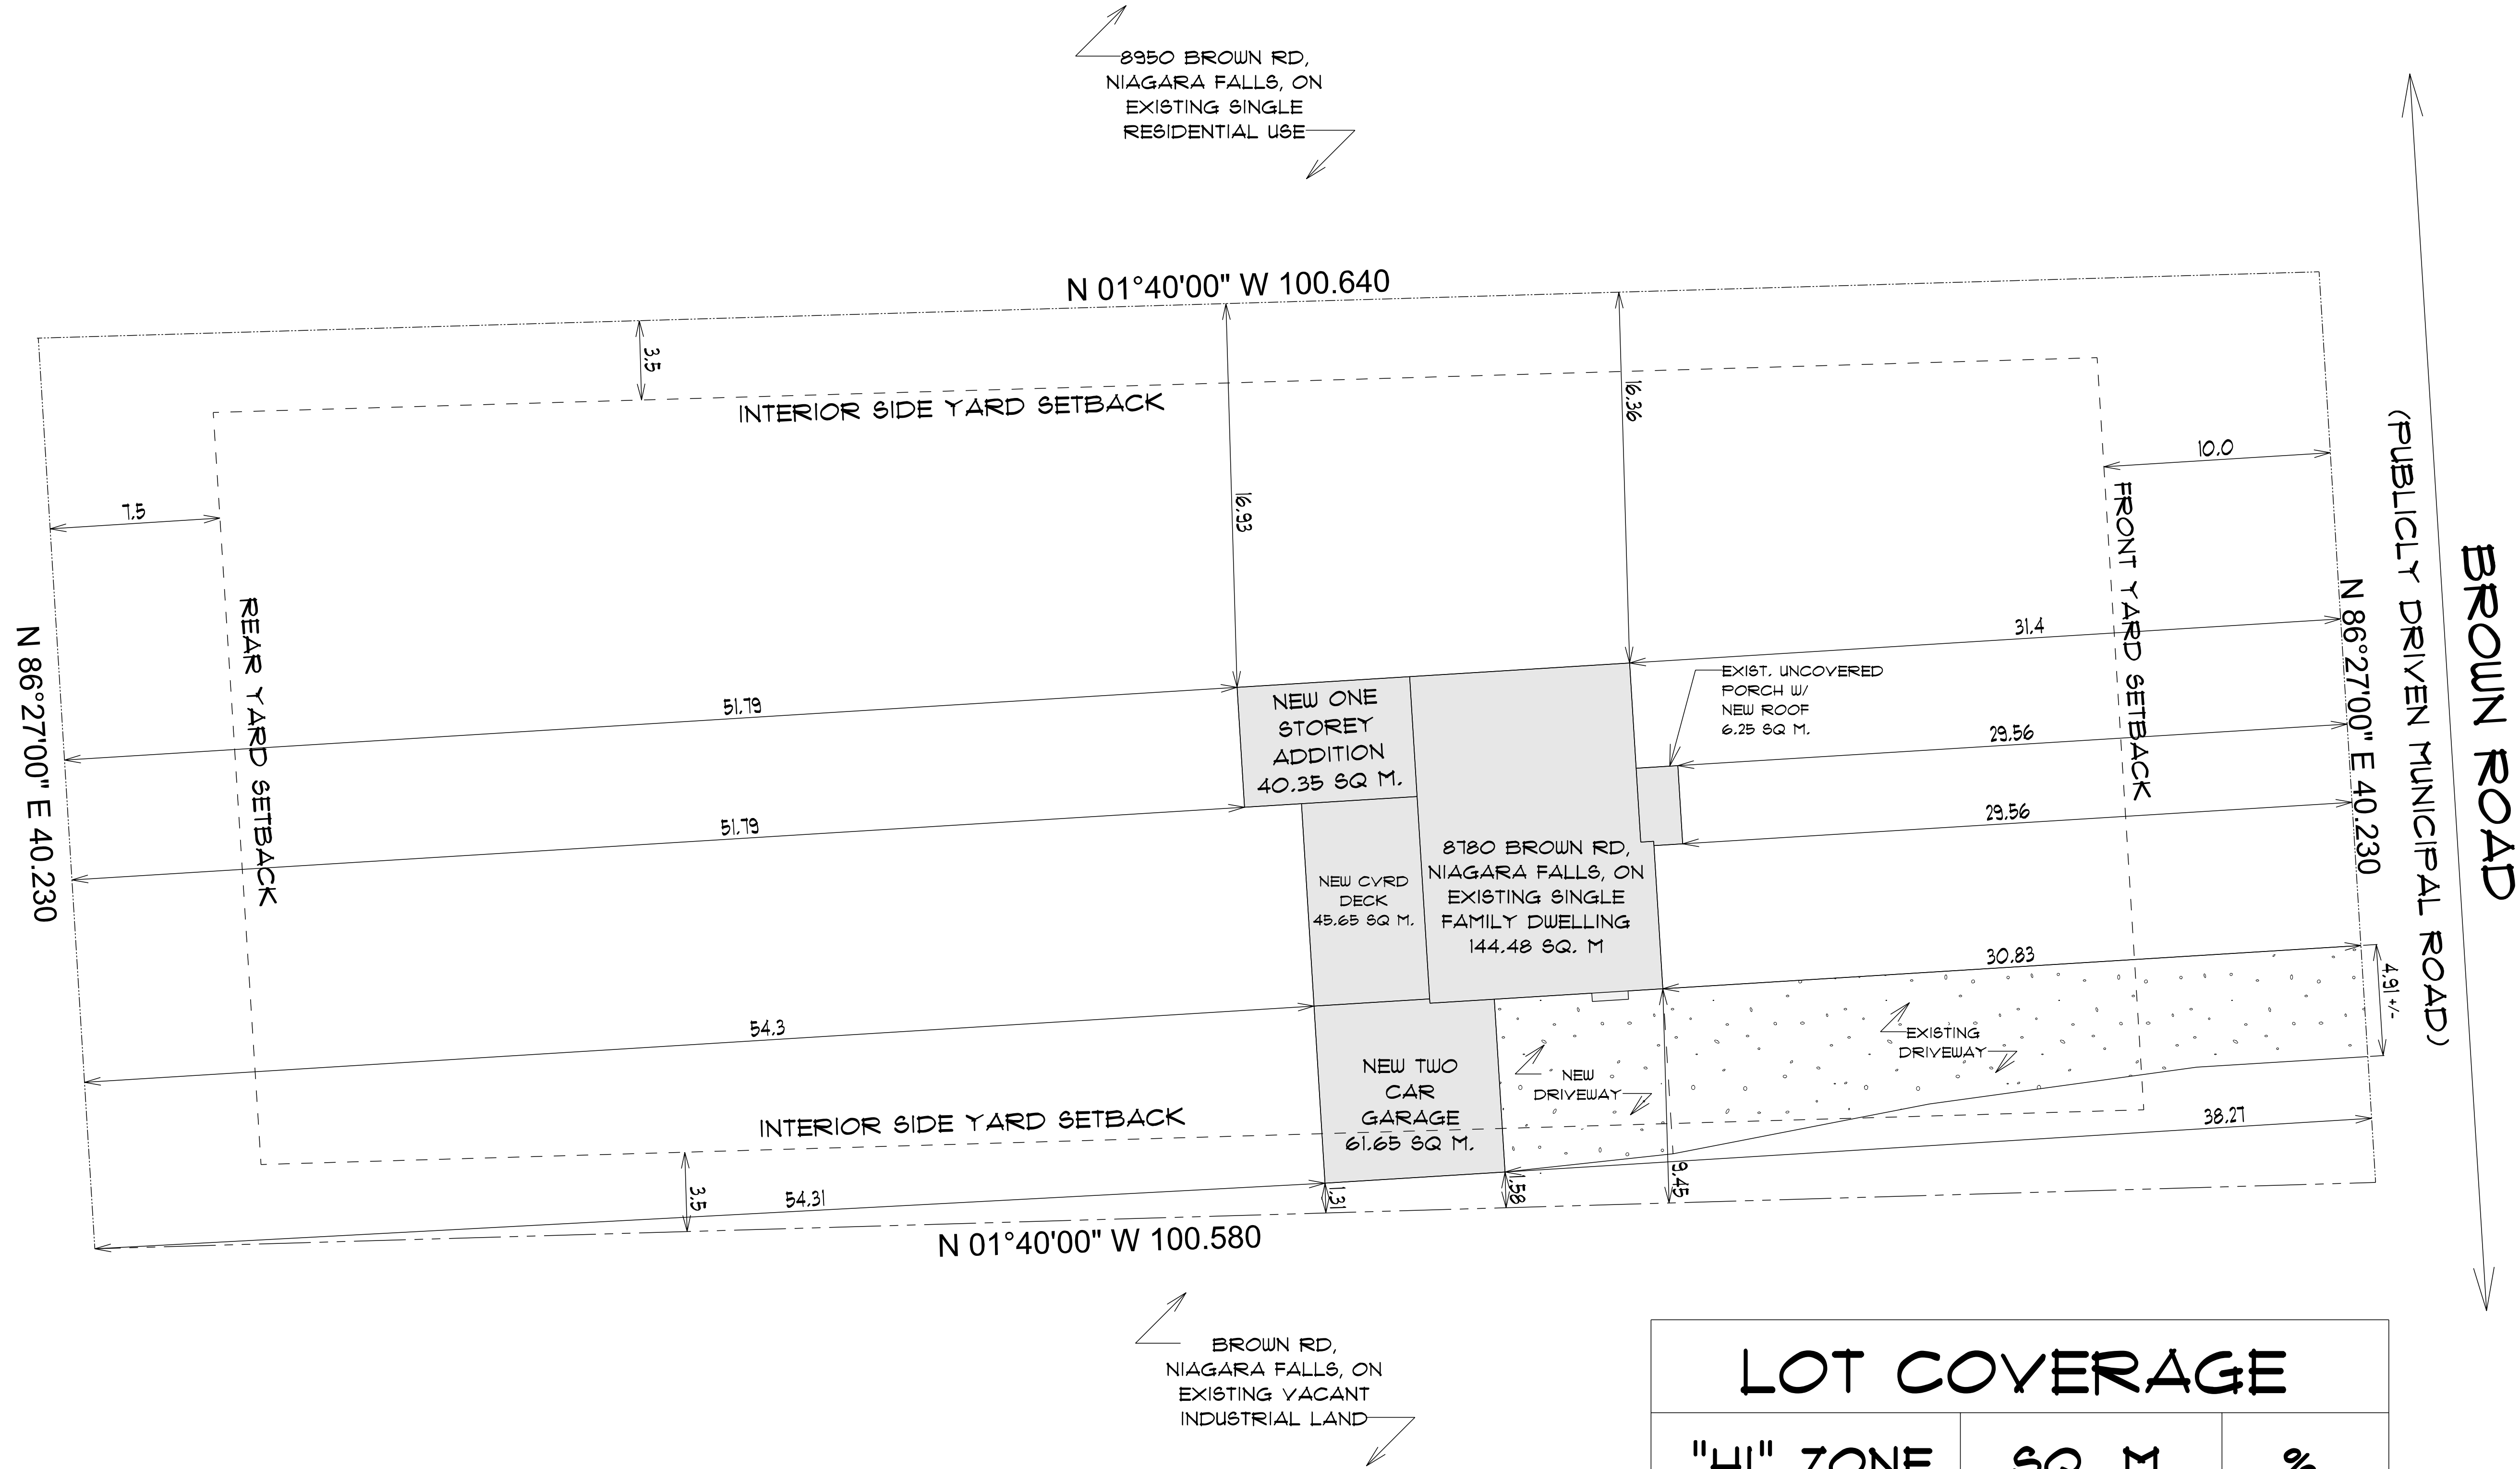 8950 BROWN RD,
NIAGARA FALLS, ON
EXISTING SINGLE
RESIDENTIAL USE
N 01°40'00" W 100.640
3.5
INTERIOR SIDE YARD SETBACK
16.93
16.36
10.0
7.5
(PUBLICLY DRIVEN MUNICIPAL ROAD)
BROWN ROAD
FRONT YARD SETBACK
N 86°27'00" E 40.230
REAR YARD SETBACK
N 86°27'00" E 40.230
31.4
EXIST. UNCOVERED
PORCH W/
NEW ROOF
6.25 SQ M.
51.79
NEW ONE
STOREY
ADDITION
40.35 SQ M.
29.56
51.79
29.56
8780 BROWN RD,
NIAGARA FALLS, ON
EXISTING SINGLE
FAMILY DWELLING
144.48 SQ. M
NEW CVRD
DECK
45.65 SQ M.
30.83
4.91 +/-
54.3
EXISTING
DRIVEWAY
NEW
DRIVEWAY
NEW TWO
CAR
GARAGE
61.65 SQ M.
INTERIOR SIDE YARD SETBACK
38.27
3.5
54.31
1.31
1.58
9.45
N 01°40'00" W 100.580
BROWN RD,
NIAGARA FALLS, ON
EXISTING VACANT
INDUSTRIAL LAND
LOT COVERAGE
"HI" ZONE
SQ. M
%